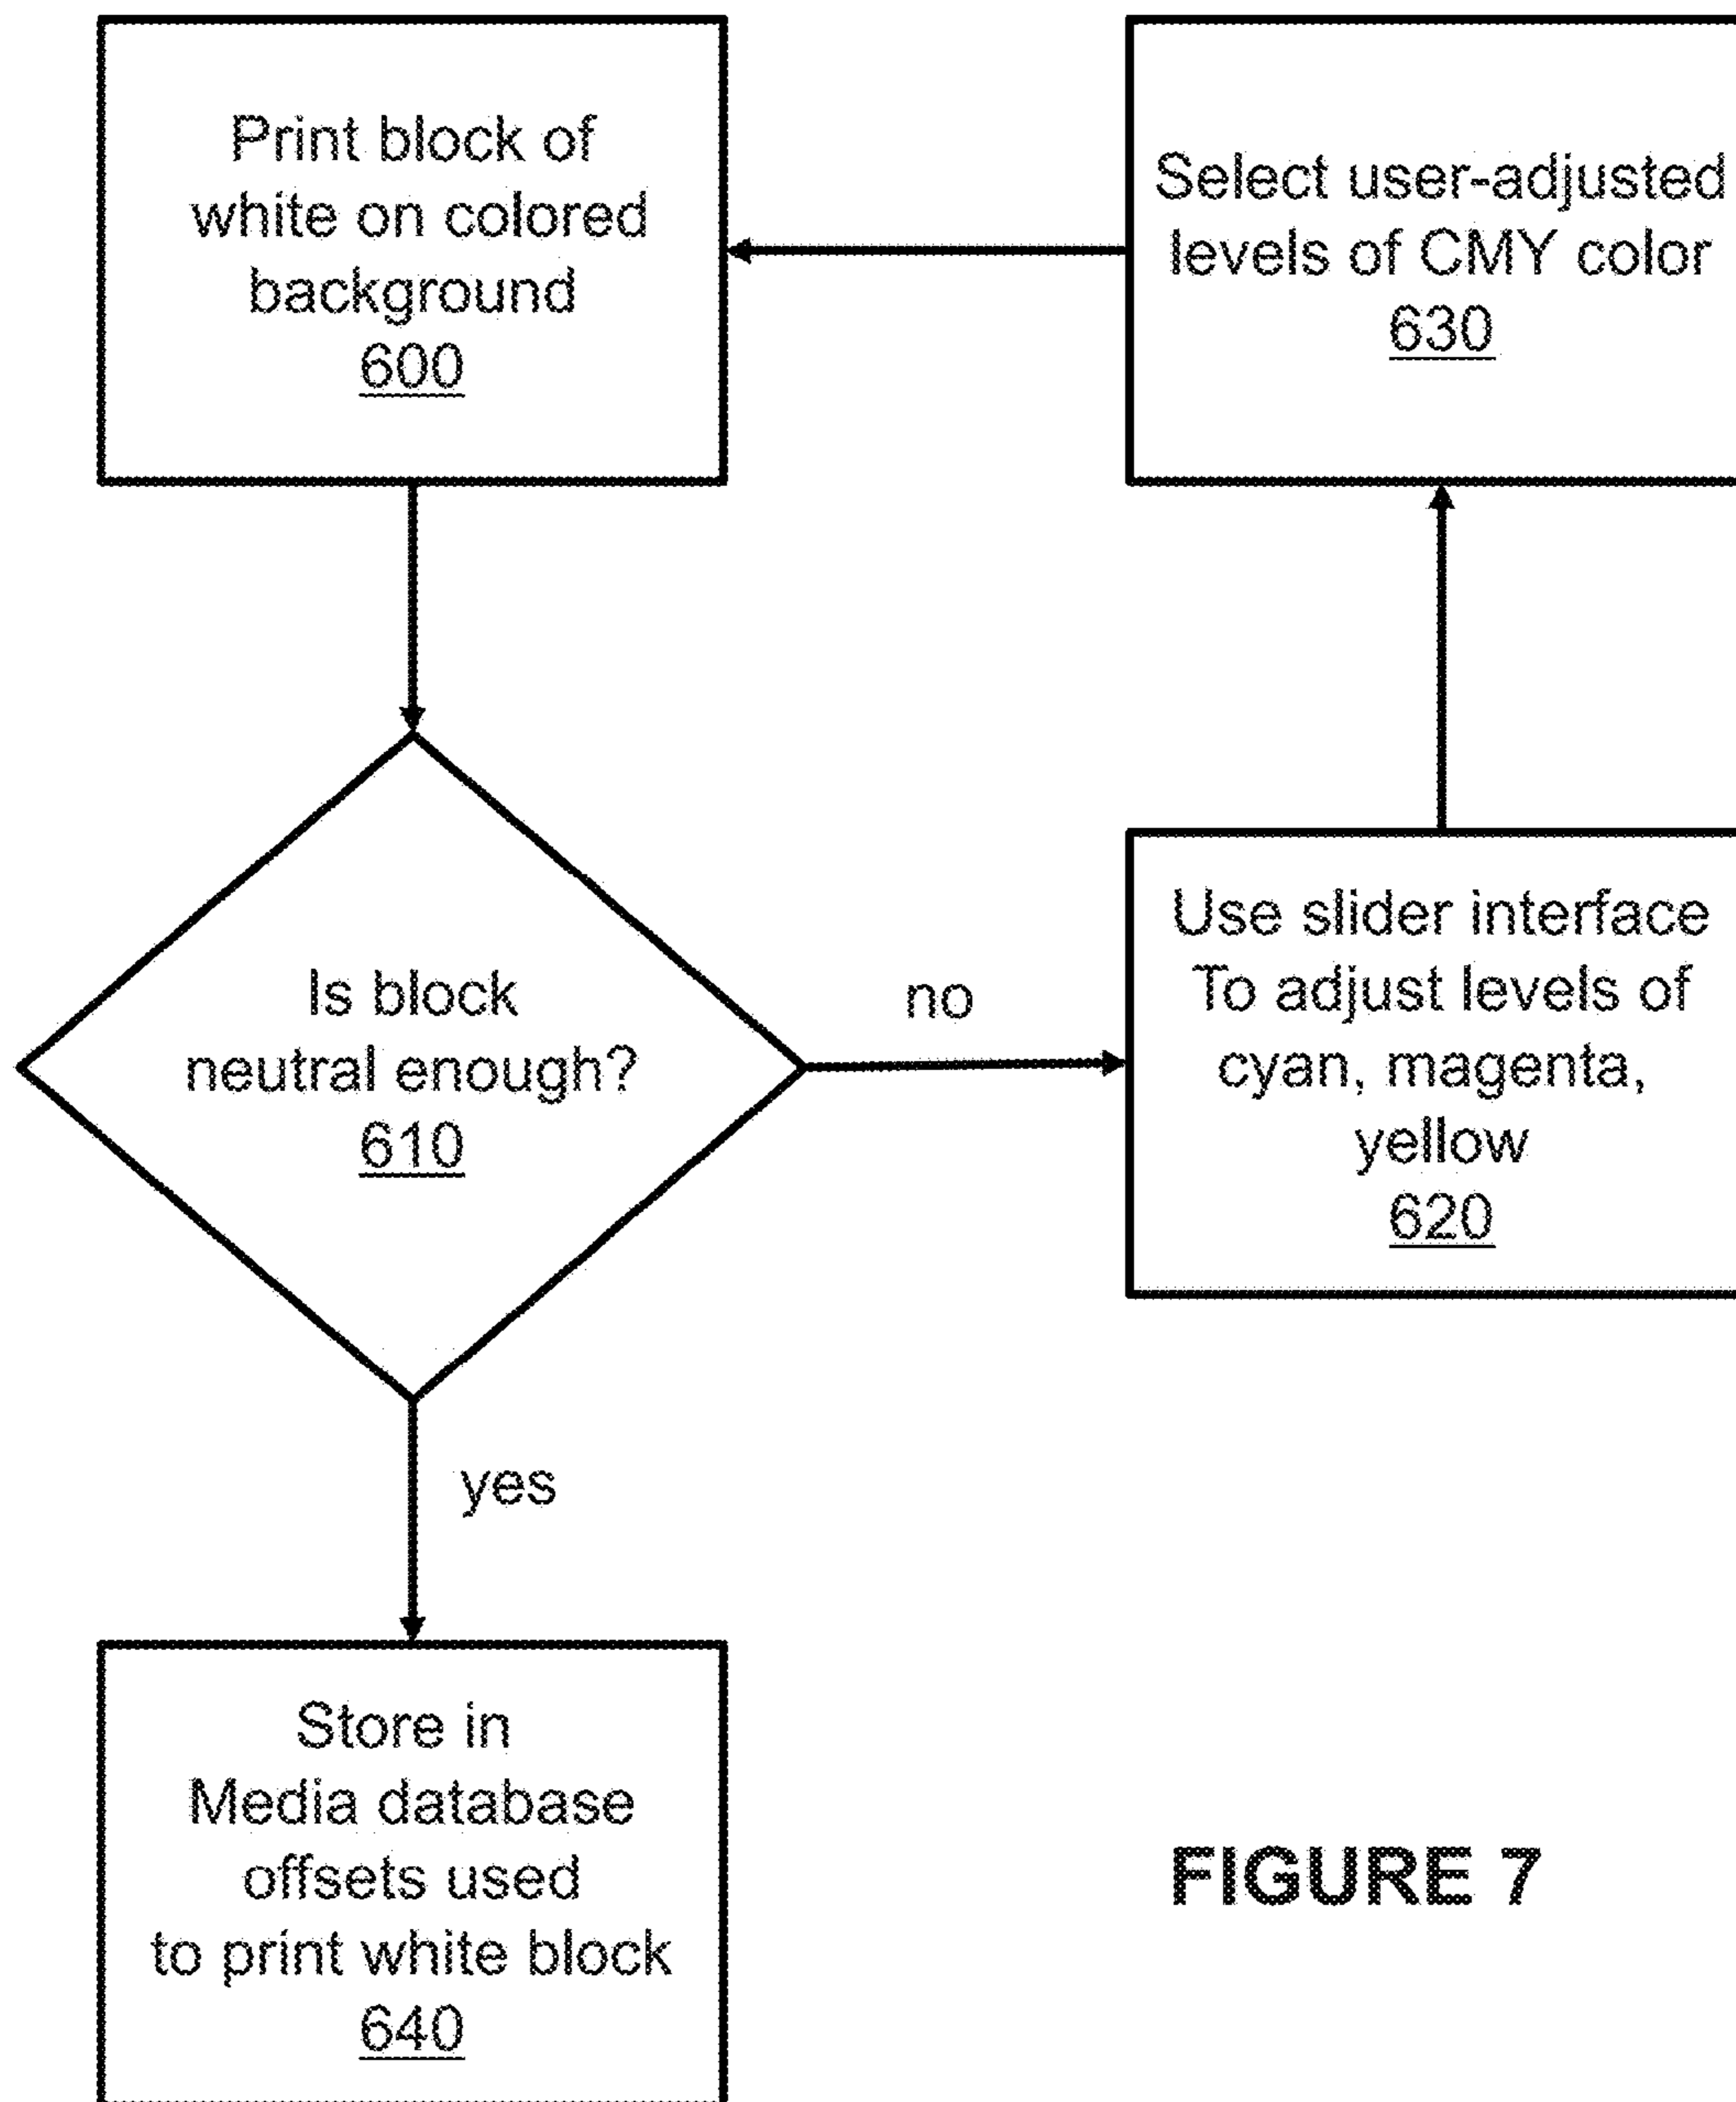 Print block of
white on colored
background
600
Select user-adjusted
levels of CMY color
630
Is block
neutral enough?
610
no
Use slider interface
To adjust levels of
cyan, magenta,
yellow
620
yes
Store in
Media database
offsets used
to print white block
640
FIGURE 7